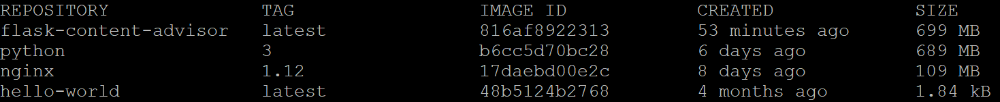 REPOSITORY TAG IMAGE ID CREATED SIZE
flask-content-advisor latest 816af8922313 53 minutes ago 699 MB
python 3 b6cc5d70bc28 6 days ago 689 MB
nginx 1.12 17daebd00e2c 8 days ago 109 MB
hello-world latest 48b5124b2768 4 months ago 1.84 kB